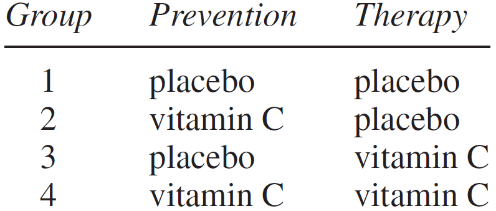 Group Prevention Therapy
1 placebo placebo
2 vitamin C placebo
3 placebo vitamin C
4 vitamin C vitamin C